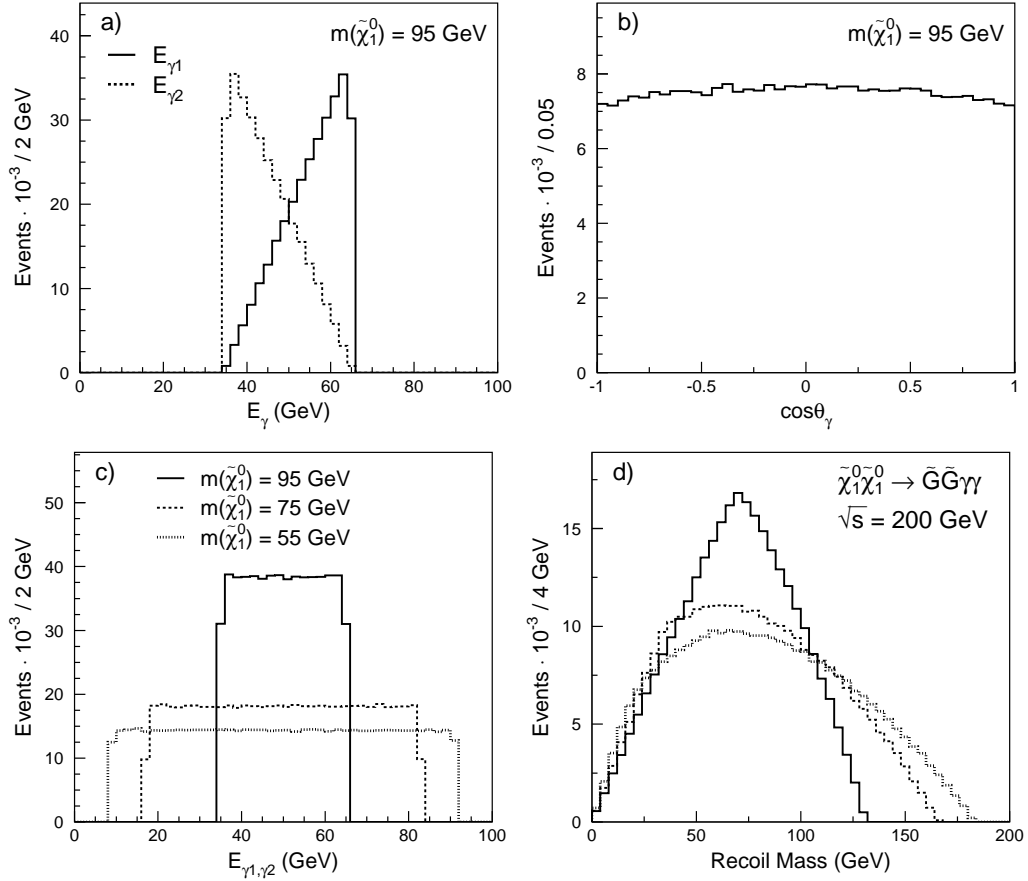 a)
m(χ̃₁⁰) = 95 GeV
E_γ1
E_γ2
Events · 10⁻³ / 2 GeV
40
30
20
10
0
0 20 40 60 80 100
E_γ (GeV)
b)
m(χ̃₁⁰) = 95 GeV
Events · 10⁻³ / 0.05
8
6
4
2
0
-1 -0.5 0 0.5 1
cosθ_γ
c)
m(χ̃₁⁰) = 95 GeV
m(χ̃₁⁰) = 75 GeV
m(χ̃₁⁰) = 55 GeV
Events · 10⁻³ / 2 GeV
50
40
30
20
10
0
0 20 40 60 80 100
E_γ1,γ2 (GeV)
d)
χ̃₁⁰χ̃₁⁰ → G̃G̃γγ
√s = 200 GeV
Events · 10⁻³ / 4 GeV
15
10
5
0
0 50 100 150 200
Recoil Mass (GeV)